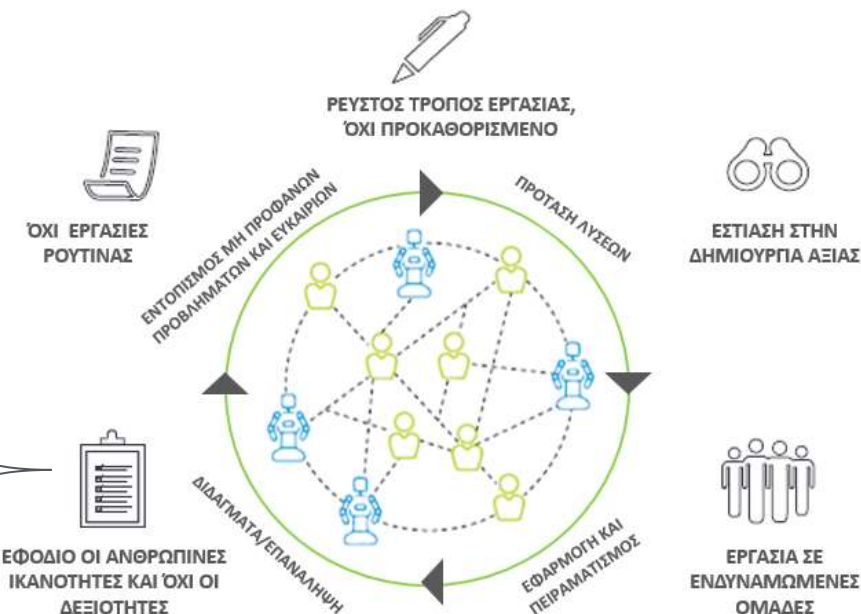 ΡΕΥΣΤΟΣ ΤΡΟΠΟΣ ΕΡΓΑΣΙΑΣ,
ΌΧΙ ΠΡΟΚΑΘΟΡΙΣΜΕΝΟ
ΌΧΙ ΕΡΓΑΣΙΕΣ
ΡΟΥΤΙΝΑΣ
ΕΝΤΟΠΙΣΜΟΣ ΜΗ ΠΡΟΦΑΝΩΝ
ΠΡΟΒΛΗΜΑΤΩΝ ΚΑΙ ΕΥΚΑΙΡΙΩΝ
ΠΡΟΤΑΣΗ ΛΥΣΕΩΝ
ΕΣΤΙΑΣΗ ΣΤΗΝ
ΔΗΜΙΟΥΡΓΙΑ ΑΞΙΑΣ
ΕΦΟΔΙΟ ΟΙ ΑΝΘΡΩΠΙΝΕΣ
ΙΚΑΝΟΤΗΤΕΣ ΚΑΙ ΌΧΙ ΟΙ
ΔΕΞΙΟΤΗΤΕΣ
ΔΙΔΑΓΜΑΤΑ/ΕΠΑΝΑΛΗΨΗ
ΕΦΑΡΜΟΓΗ ΚΑΙ
ΠΕΙΡΑΜΑΤΙΣΜΟΣ
ΕΡΓΑΣΙΑ ΣΕ
ΕΝΔΥΝΑΜΩΜΕΝΕΣ
ΟΜΑΔΕΣ